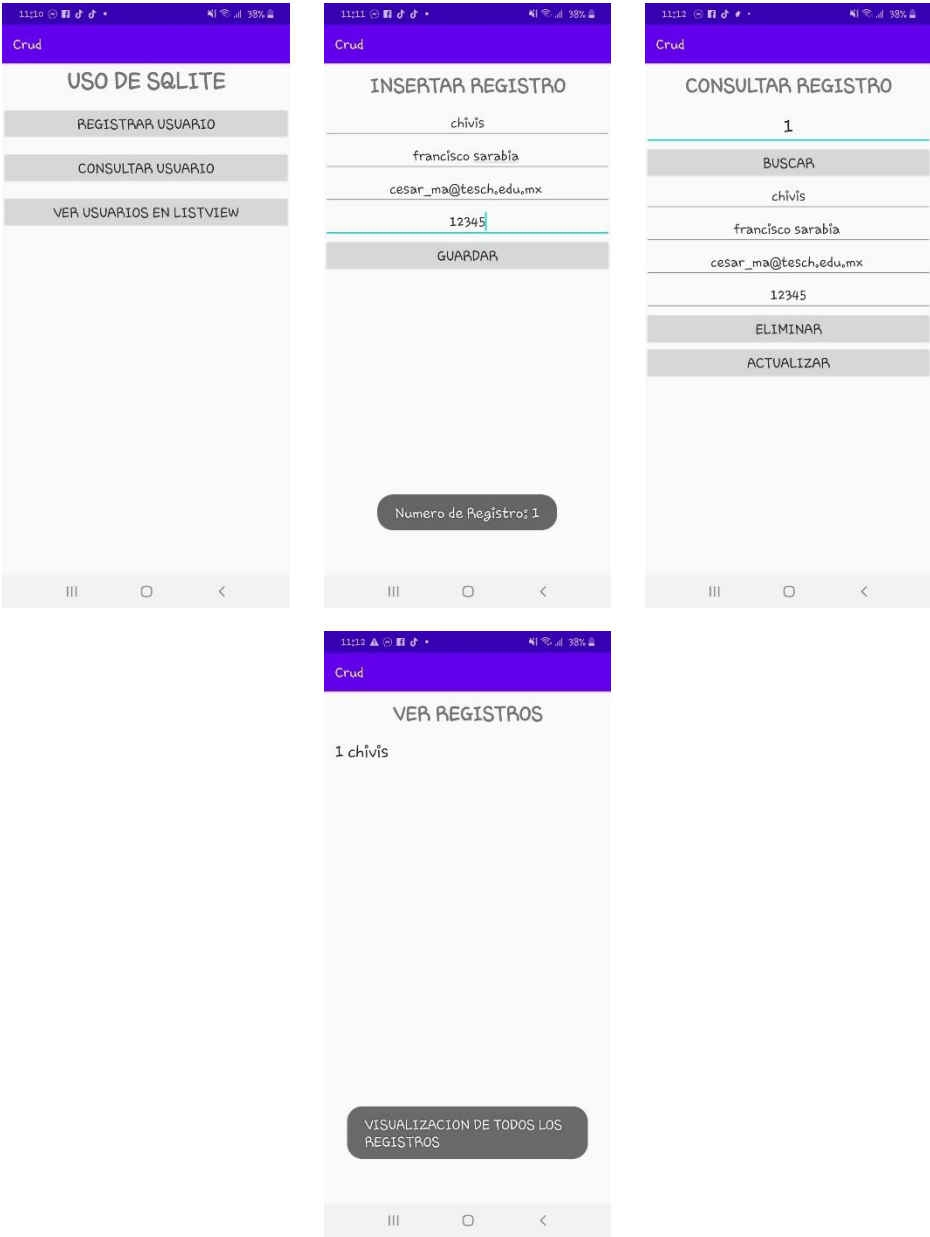 11:10
38%
Crud
USO DE SQLITE
REGISTRAR USUARIO
CONSULTAR USUARIO
VER USUARIOS EN LISTVIEW
11:11
38%
Crud
INSERTAR REGISTRO
chivis
francisco sarabia
cesar_ma@tesch.edu.mx
12345
GUARDAR
Numero de Registro: 1
11:12
38%
Crud
CONSULTAR REGISTRO
1
BUSCAR
chivis
francisco sarabia
cesar_ma@tesch.edu.mx
12345
ELIMINAR
ACTUALIZAR
11:12
38%
Crud
VER REGISTROS
1 chivis
VISUALIZACION DE TODOS LOS
REGISTROS